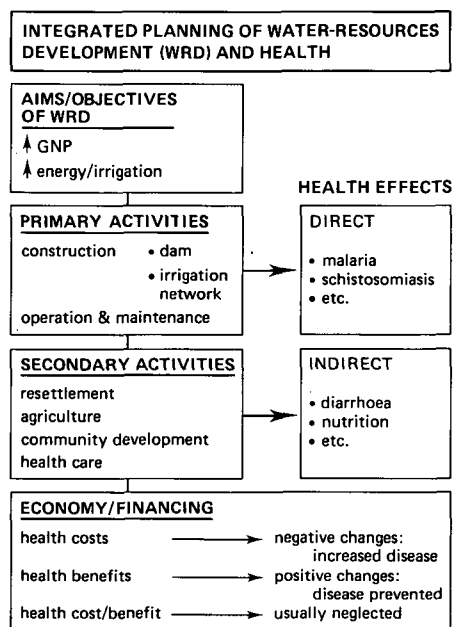 INTEGRATED PLANNING OF WATER-RESOURCES
DEVELOPMENT (WRD) AND HEALTH
AIMS/OBJECTIVES
OF WRD
↑ GNP
↑ energy/irrigation
HEALTH EFFECTS
PRIMARY ACTIVITIES
construction • dam
• irrigation
network
operation & maintenance
DIRECT
• malaria
• schistosomiasis
• etc.
SECONDARY ACTIVITIES
resettlement
agriculture
community development
health care
INDIRECT
• diarrhoea
• nutrition
• etc.
ECONOMY/FINANCING
health costs → negative changes:
increased disease
health benefits → positive changes:
disease prevented
health cost/benefit → usually neglected